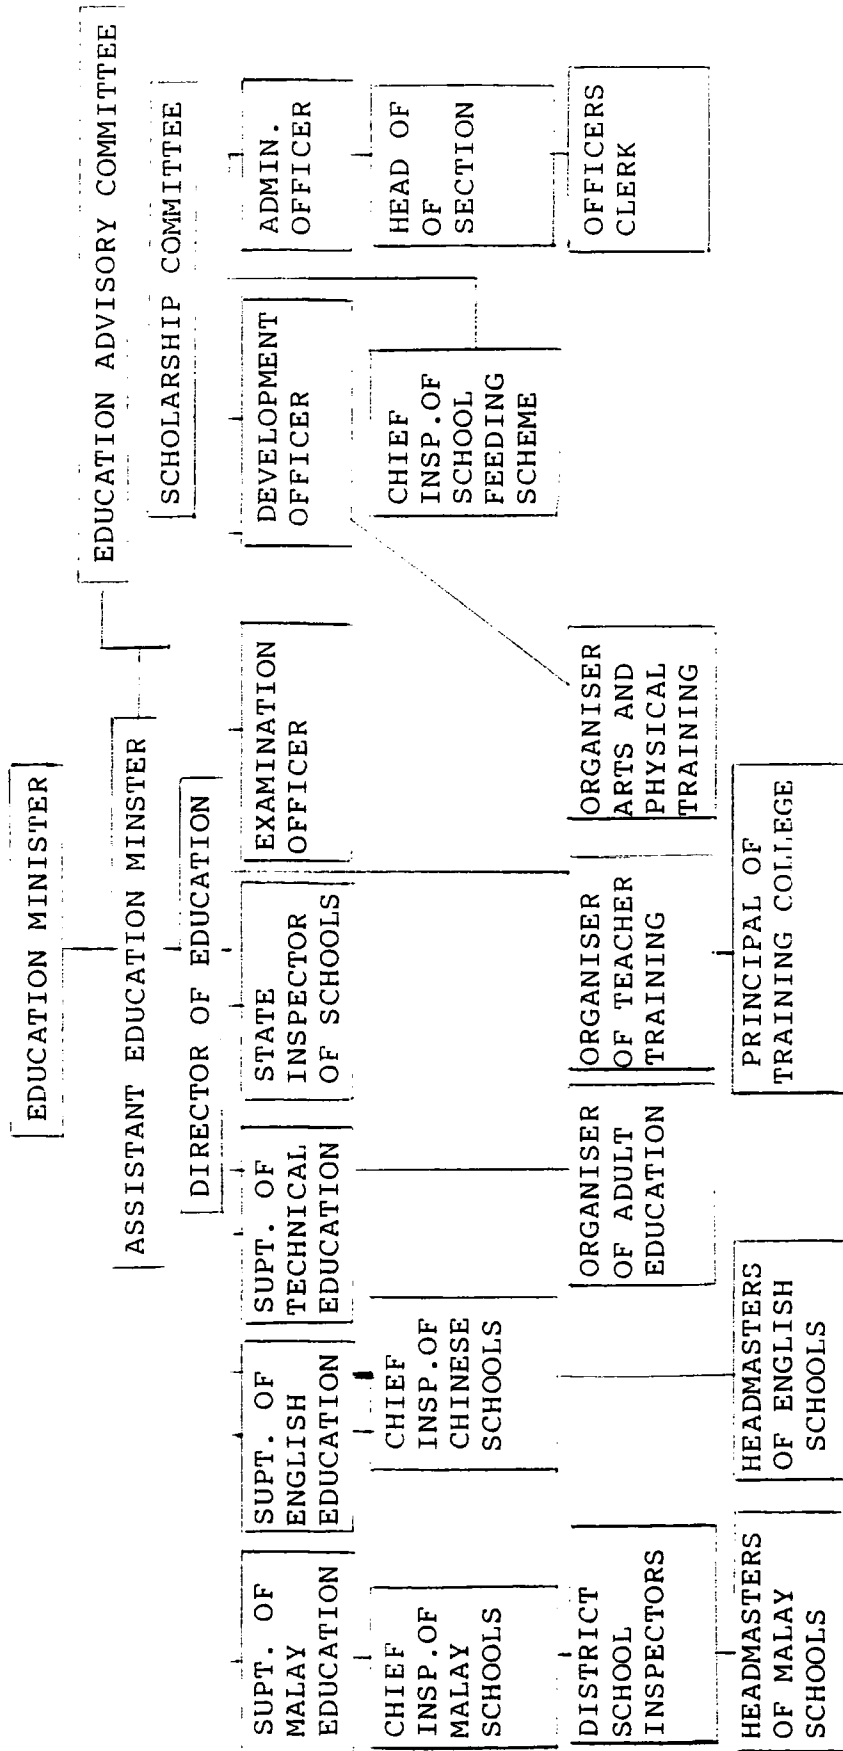 EDUCATION MINISTER
EDUCATION ADVISORY COMMITTEE
ASSISTANT EDUCATION MINSTER
SCHOLARSHIP COMMITTEE
DIRECTOR OF EDUCATION
SUPT. OF
MALAY
EDUCATION
SUPT. OF
ENGLISH
EDUCATION
SUPT. OF
TECHNICAL
EDUCATION
STATE
INSPECTOR
OF SCHOOLS
EXAMINATION
OFFICER
DEVELOPMENT
OFFICER
ADMIN.
OFFICER
CHIEF
INSP.OF
MALAY
SCHOOLS
CHIEF
INSP.OF
CHINESE
SCHOOLS
CHIEF
INSP.OF
SCHOOL
FEEDING
SCHEME
HEAD OF
OF
SECTION
DISTRICT
SCHOOL
INSPECTORS
ORGANISER
OF ADULT
EDUCATION
ORGANISER
OF TEACHER
TRAINING
ORGANISER
ARTS AND
PHYSICAL
TRAINING
OFFICERS
CLERK
HEADMASTERS
OF MALAY
SCHOOLS
HEADMASTERS
OF ENGLISH
SCHOOLS
PRINCIPAL OF
TRAINING COLLEGE